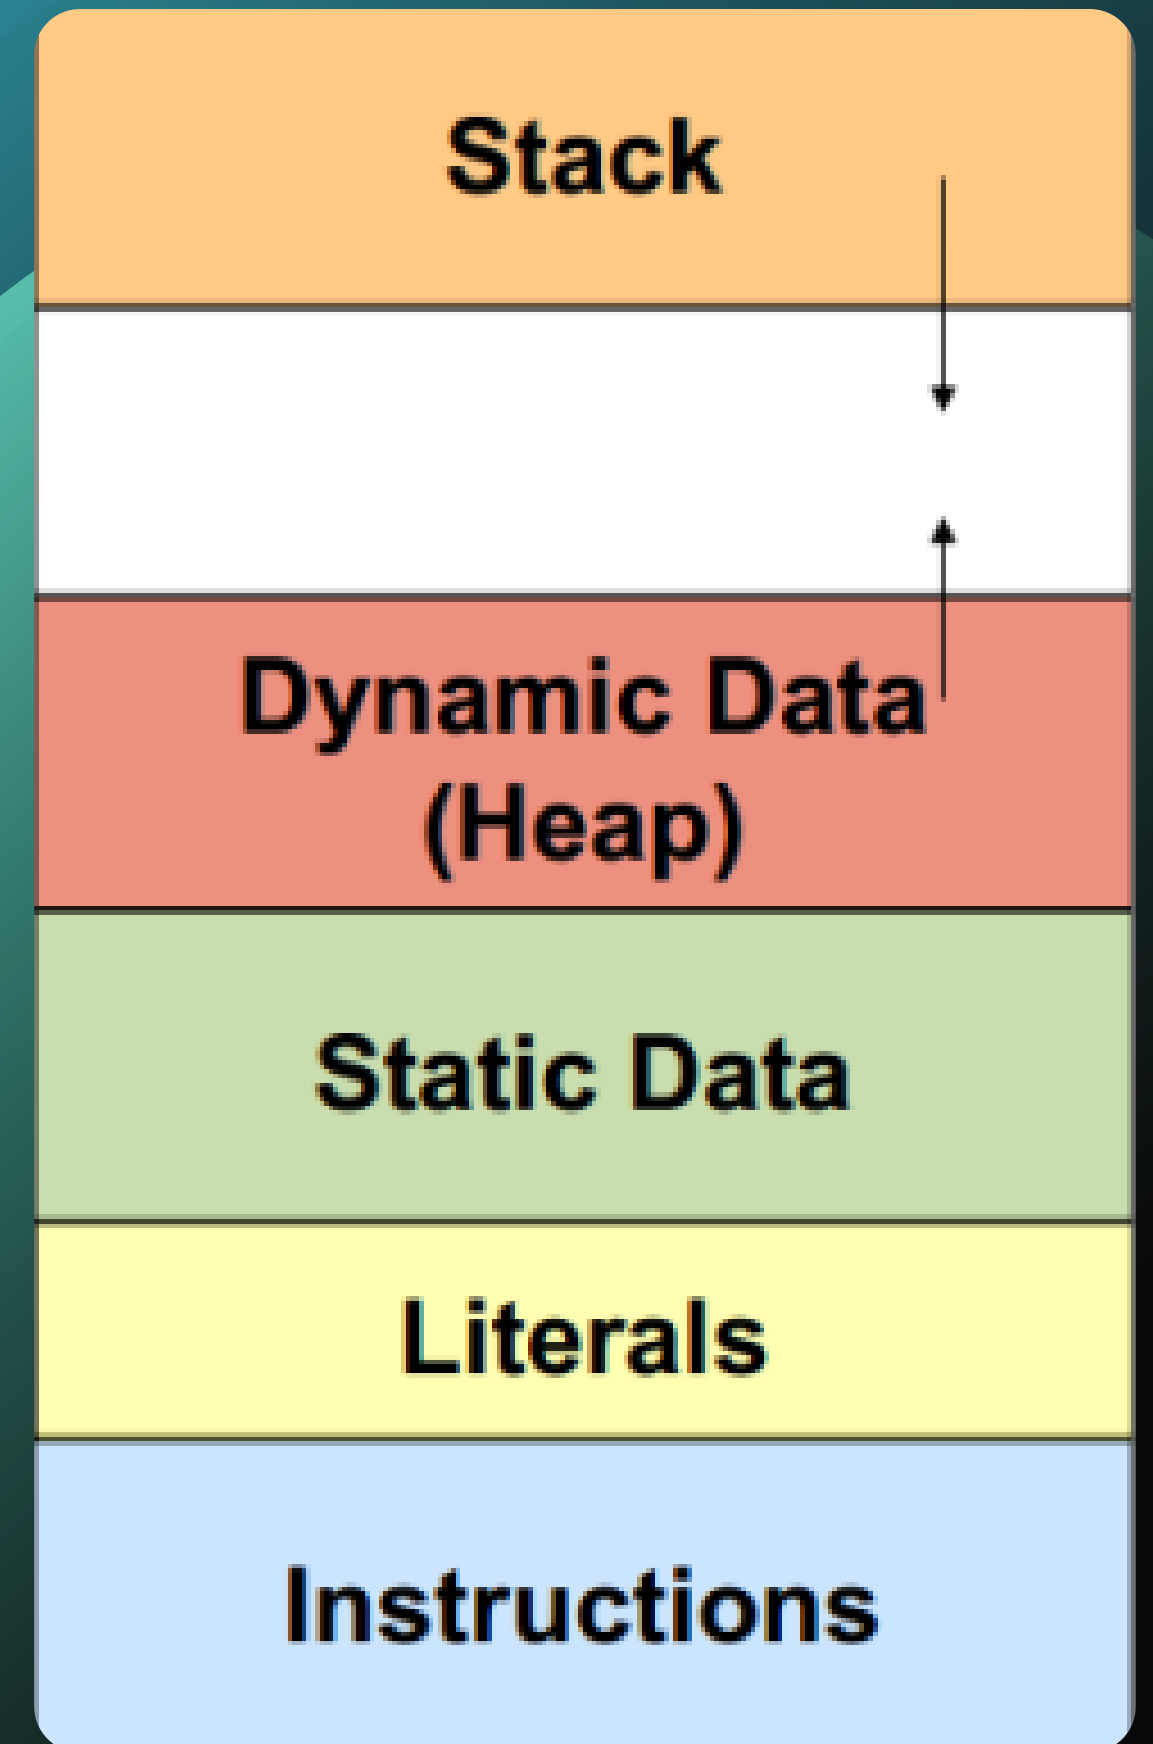 Stack
Dynamic Data
(Heap)
Static Data
Literals
Instructions